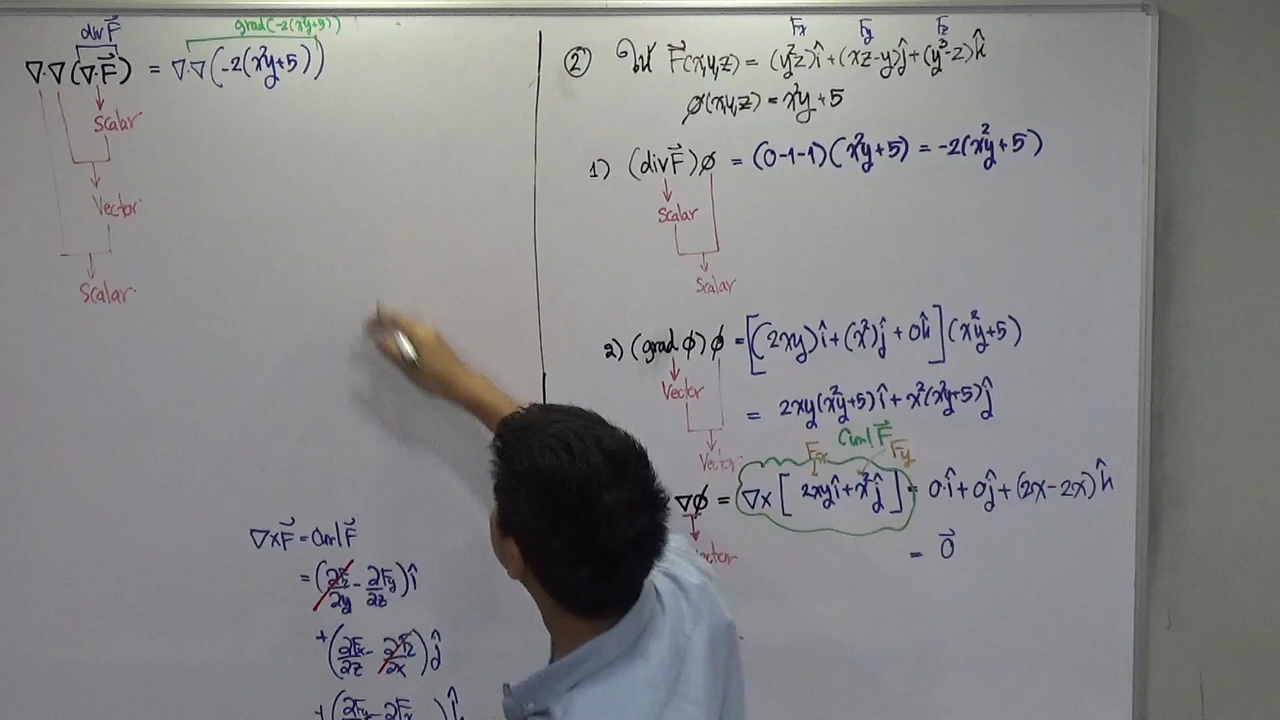 div F⃗
grad(-2(x²y+5))
∇·∇(∇·F⃗) = ∇·∇(-2(x²y+5))
Scalar
Vector
Scalar
∇×F⃗ = Curl F⃗
= (∂Fz/∂y - ∂Fy/∂z) î
+ (∂Fx/∂z - ∂Fz/∂x) ĵ
② ให้ F⃗(x,y,z) = (y²z)î + (xz-y)ĵ + (y³-z)k̂
Fx Fy Fz
ϕ(x,y,z) = x²y + 5
1) (div F⃗)ϕ = (0-1-1)(x²y+5) = -2(x²y+5)
Scalar
Scalar
2) (grad ϕ)ϕ = [(2xy)î + (x²)ĵ + 0k̂](x²y+5)
Vector
= 2xy(x²y+5)î + x²(x²y+5)ĵ
Vector
Curl F⃗
Fx Fy
∇ϕ = ∇×[2xyî + x²ĵ] = 0·î + 0ĵ + (2x-2x)k̂
= 0⃗